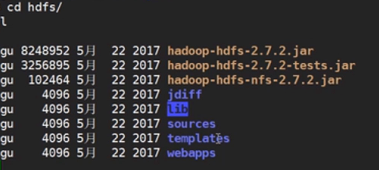 cd hdfs/
l
gu 8248952 5月 22 2017 hadoop-hdfs-2.7.2.jar
gu 3256895 5月 22 2017 hadoop-hdfs-2.7.2-tests.jar
gu 102464 5月 22 2017 hadoop-hdfs-nfs-2.7.2.jar
gu 4096 5月 22 2017 jdiff
gu 4096 5月 22 2017 lib
gu 4096 5月 22 2017 sources
gu 4096 5月 22 2017 templates
gu 4096 5月 22 2017 webapps